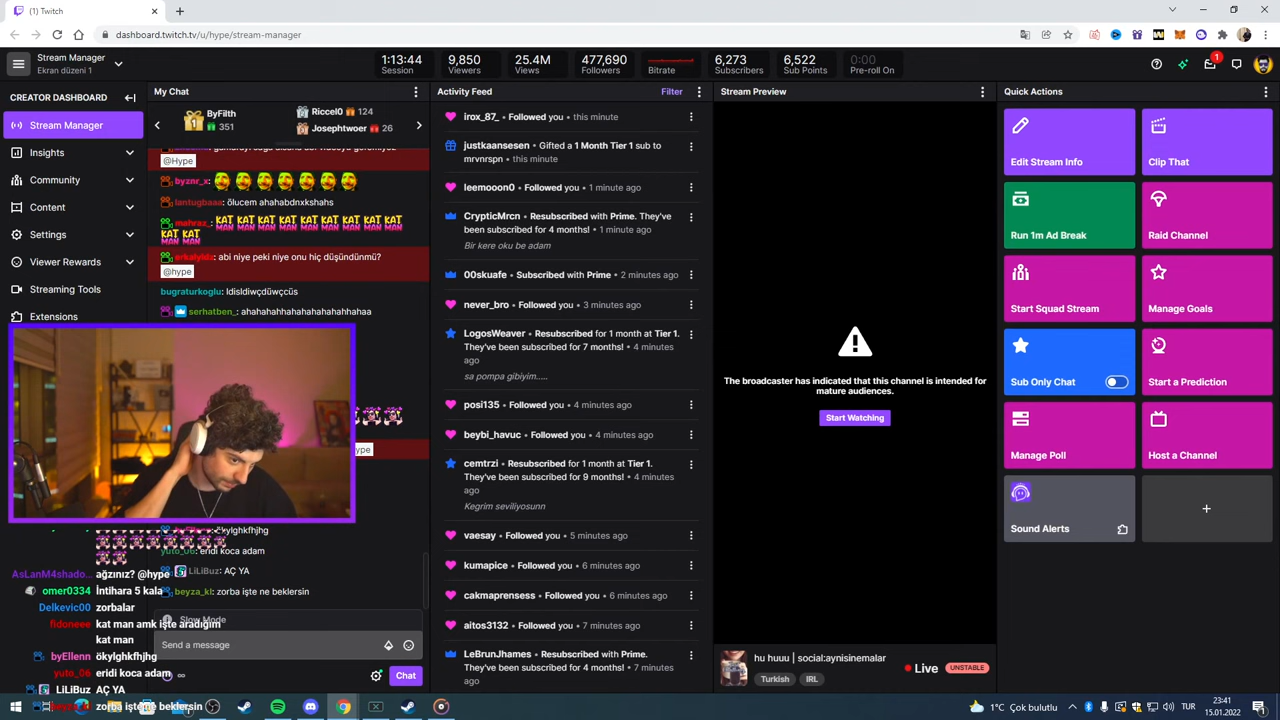 (1) Twitch
dashboard.twitch.tv/u/hype/stream-manager
Stream Manager
Ekran düzeni 1
1:13:44
Session
9,850
Viewers
25.4M
Views
477,690
Followers
Bitrate
6,273
Subscribers
6,522
Sub Points
0:00
Pre-roll On
1
CREATOR DASHBOARD
Stream Manager
Insights
Community
Content
Settings
Viewer Rewards
Streaming Tools
Extensions
My Chat
ByFilth
351
Riccel0 124
Josephtwoer 26
@Hype
byznr_x:
lantugbaaa: ölucem ahahabdnxkshahs
mahraz_: KAT MAN KAT MAN KAT MAN KAT MAN KAT MAN KAT MAN KAT MAN KAT MAN KAT MAN
KAT MAN KAT MAN
erkalyldz: abi niye peki niye onu hiç düşündünmü?
@hype
bugraturkoglu: ldisldiwçdüwçcüs
serhatben_: ahahahahhahahahahahahhahaa
ype
byEllenn: ökylghkfhjhg
yuto_06: eridi koca adam
LiLiBuz: AÇ YA
beyza_kl: zorba işte ne beklersin
Slow Mode
Send a message
Chat
AsLanM4shado... ağzınız? @hype
omer0334 İntihara 5 kala
Delkevic00 zorbalar
fidoneee kat man amk işte aradığım
kat man
byEllenn ökylghkfhjhg
yuto_06 eridi koca adam
LiLiBuz AÇ YA
beyza_kl zorba işte ne beklersin
Activity Feed
Filter
irox_87_ • Followed you • this minute
justkaansesen • Gifted a 1 Month Tier 1 sub to
mrvnrspn • this minute
leemooon0 • Followed you • 1 minute ago
CrypticMrcn • Resubscribed with Prime. They've
been subscribed for 4 months! • 1 minute ago
Bir kere oku be adam
00skuafe • Subscribed with Prime • 2 minutes ago
never_bro • Followed you • 3 minutes ago
LogosWeaver • Resubscribed for 1 month at Tier 1.
They've been subscribed for 7 months! • 4 minutes
ago
sa pompa gibiyim.....
posi135 • Followed you • 4 minutes ago
beybi_havuc • Followed you • 4 minutes ago
cemtrzi • Resubscribed for 1 month at Tier 1.
They've been subscribed for 9 months! • 4 minutes
ago
Kegrim seviliyosunn
vaesay • Followed you • 5 minutes ago
kumapice • Followed you • 6 minutes ago
cakmaprensess • Followed you • 6 minutes ago
aitos3132 • Followed you • 7 minutes ago
LeBrunJhames • Resubscribed with Prime.
They've been subscribed for 4 months! • 7 minutes
ago
Stream Preview
The broadcaster has indicated that this channel is intended for
mature audiences.
Start Watching
hu huuu | social:aynisinemalar
Turkish IRL
Live
UNSTABLE
Quick Actions
Edit Stream Info
Clip That
Run 1m Ad Break
Raid Channel
Start Squad Stream
Manage Goals
Sub Only Chat
Start a Prediction
Manage Poll
Host a Channel
Sound Alerts
1°C Çok bulutlu
TUR
23:41
15.01.2022
1